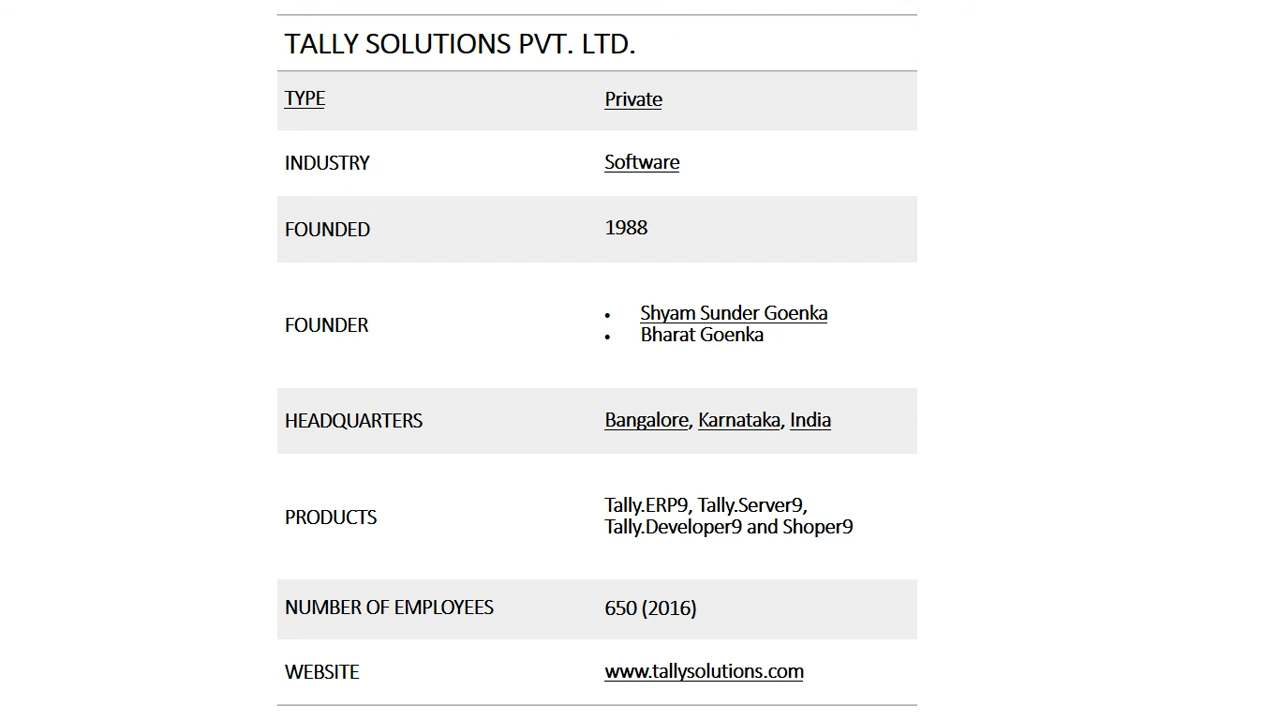 TALLY SOLUTIONS PVT. LTD.
TYPE Private
INDUSTRY Software
FOUNDED 1988
FOUNDER • Shyam Sunder Goenka
• Bharat Goenka
HEADQUARTERS Bangalore, Karnataka, India
PRODUCTS Tally.ERP9, Tally.Server9,
Tally.Developer9 and Shoper9
NUMBER OF EMPLOYEES 650 (2016)
WEBSITE www.tallysolutions.com